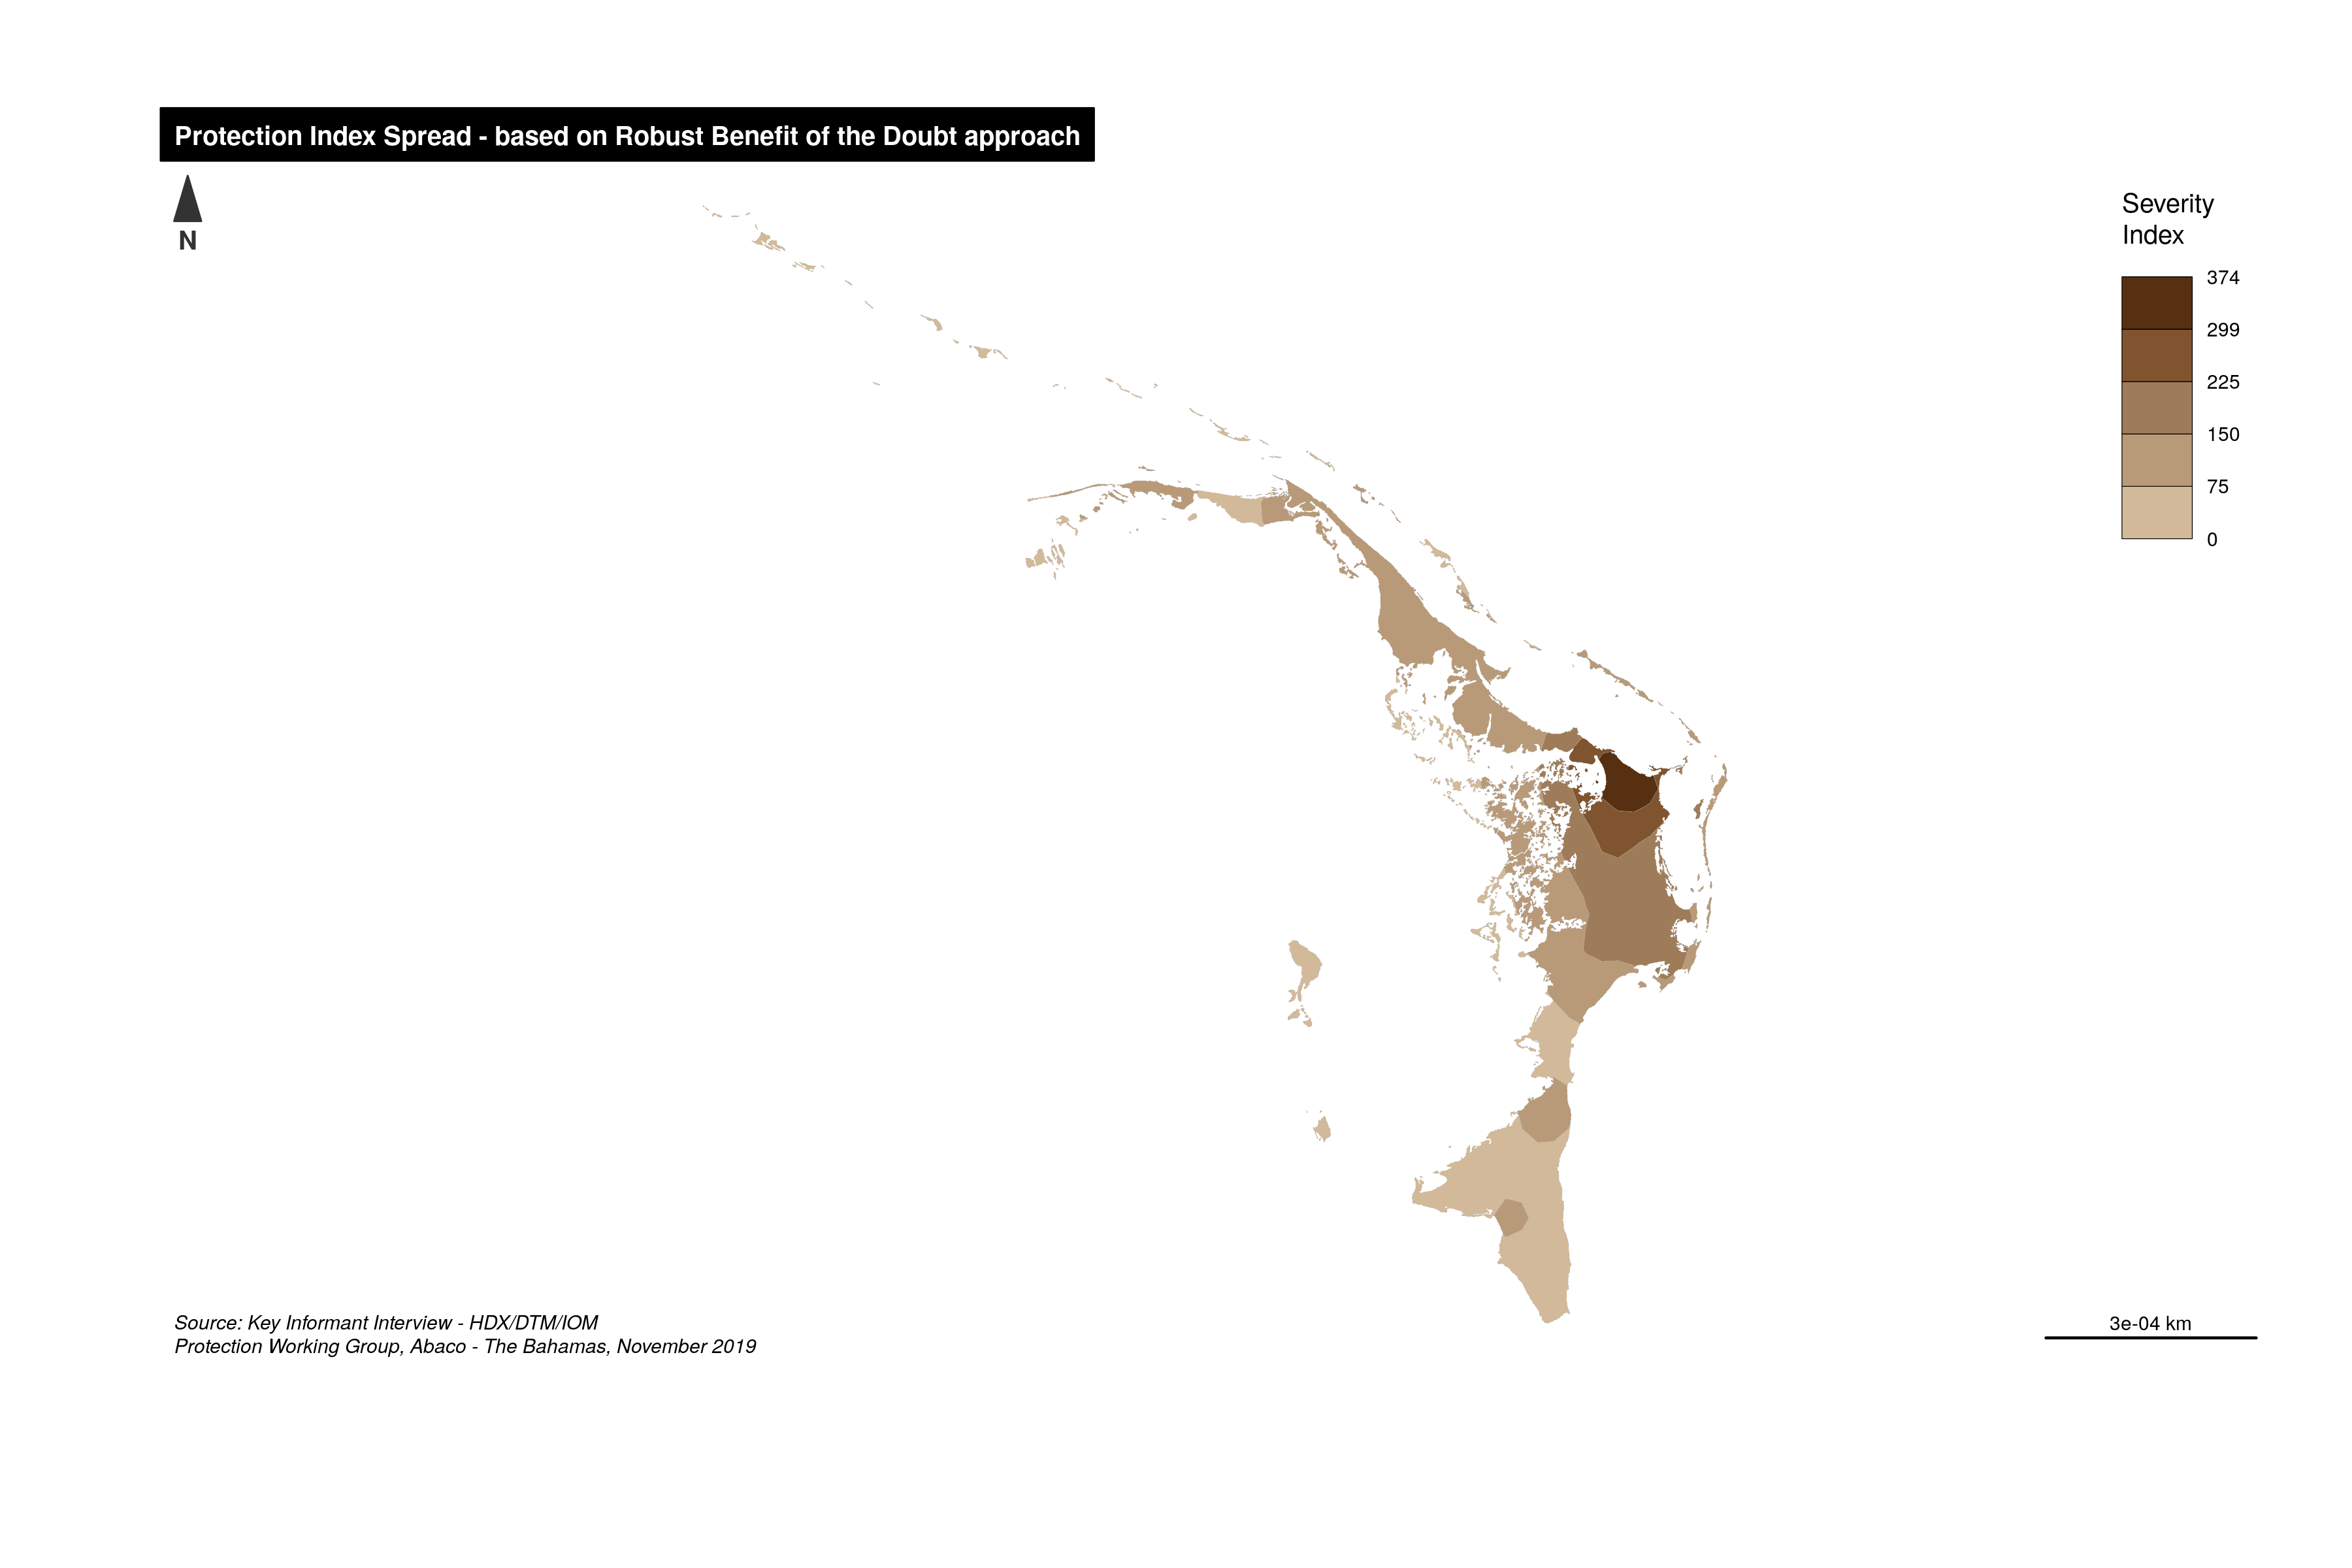 Protection Index Spread - based on Robust Benefit of the Doubt approach
N
Severity
Index
374
299
225
150
75
0
Source: Key Informant Interview - HDX/DTM/IOM
Protection Working Group, Abaco - The Bahamas, November 2019
3e-04 km